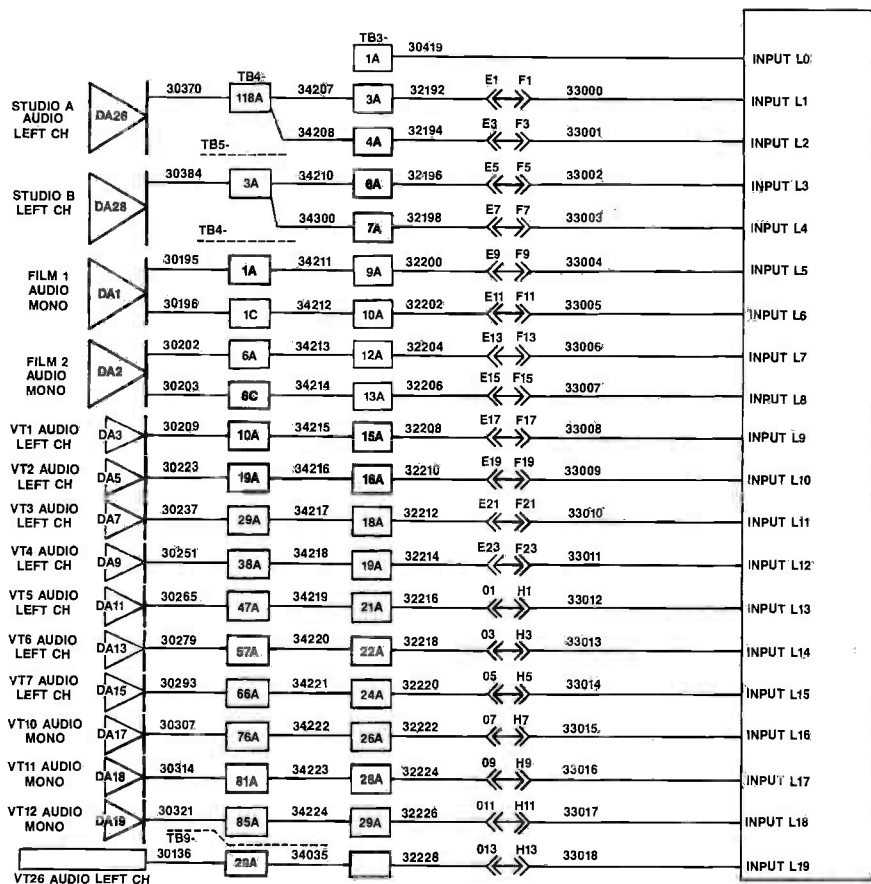 TB3-
1A 30419 INPUT L0
STUDIO A AUDIO LEFT CH DA26 30370 TB4- 118A 34207 3A 32192 E1 F1 33000 INPUT L1
34208 4A 32194 E3 F3 33001 INPUT L2
TB5-
STUDIO B LEFT CH DA28 30384 3A 34210 6A 32196 E5 F5 33002 INPUT L3
34300 7A 32198 E7 F7 33003 INPUT L4
TB4-
FILM 1 AUDIO MONO DA1 30195 1A 34211 9A 32200 E9 F9 33004 INPUT L5
30196 1C 34212 10A 32202 E11 F11 33005 INPUT L6
FILM 2 AUDIO MONO DA2 30202 6A 34213 12A 32204 E13 F13 33006 INPUT L7
30203 6C 34214 13A 32206 E15 F15 33007 INPUT L8
VT1 AUDIO LEFT CH DA3 30209 10A 34215 15A 32208 E17 F17 33008 INPUT L9
VT2 AUDIO LEFT CH DA5 30223 19A 34216 16A 32210 E19 F19 33009 INPUT L10
VT3 AUDIO LEFT CH DA7 30237 29A 34217 18A 32212 E21 F21 33010 INPUT L11
VT4 AUDIO LEFT CH DA9 30251 38A 34218 19A 32214 E23 F23 33011 INPUT L12
VT5 AUDIO LEFT CH DA11 30265 47A 34219 21A 32216 01 H1 33012 INPUT L13
VT6 AUDIO LEFT CH DA13 30279 57A 34220 22A 32218 03 H3 33013 INPUT L14
VT7 AUDIO LEFT CH DA15 30293 66A 34221 24A 32220 05 H5 33014 INPUT L15
VT10 AUDIO MONO DA17 30307 76A 34222 26A 32222 07 H7 33015 INPUT L16
VT11 AUDIO MONO DA18 30314 81A 34223 28A 32224 09 H9 33016 INPUT L17
VT12 AUDIO MONO DA19 30321 85A 34224 29A 32226 011 H11 33017 INPUT L18
TB9-
30136 29A 34035 32228 013 H13 33018 INPUT L19
VT26 AUDIO LEFT CH